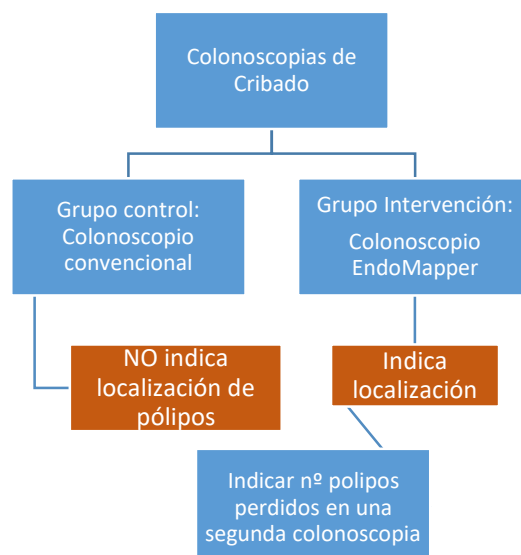 Colonoscopias de
Cribado
Grupo control:
Colonoscopio
convencional
Grupo Intervención:
Colonoscopio
EndoMapper
NO indica
localización de
pólipos
Indica
localización
Indicar nº polipos
perdidos en una
segunda colonoscopia